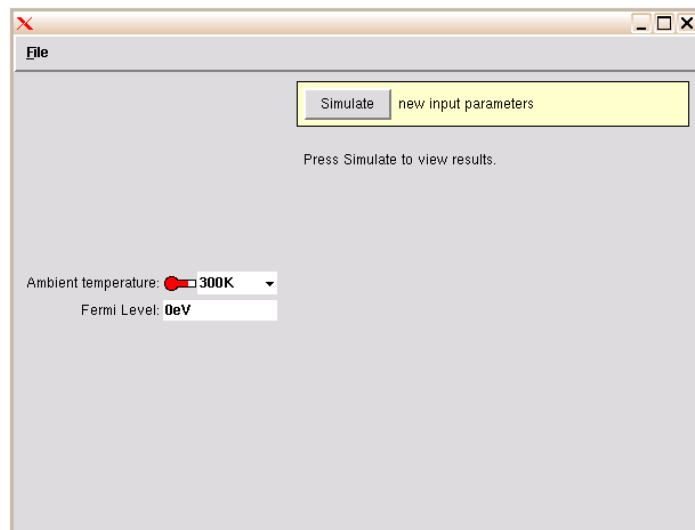 File
Simulate new input parameters
Press Simulate to view results.
Ambient temperature: 300K
Fermi Level: 0eV